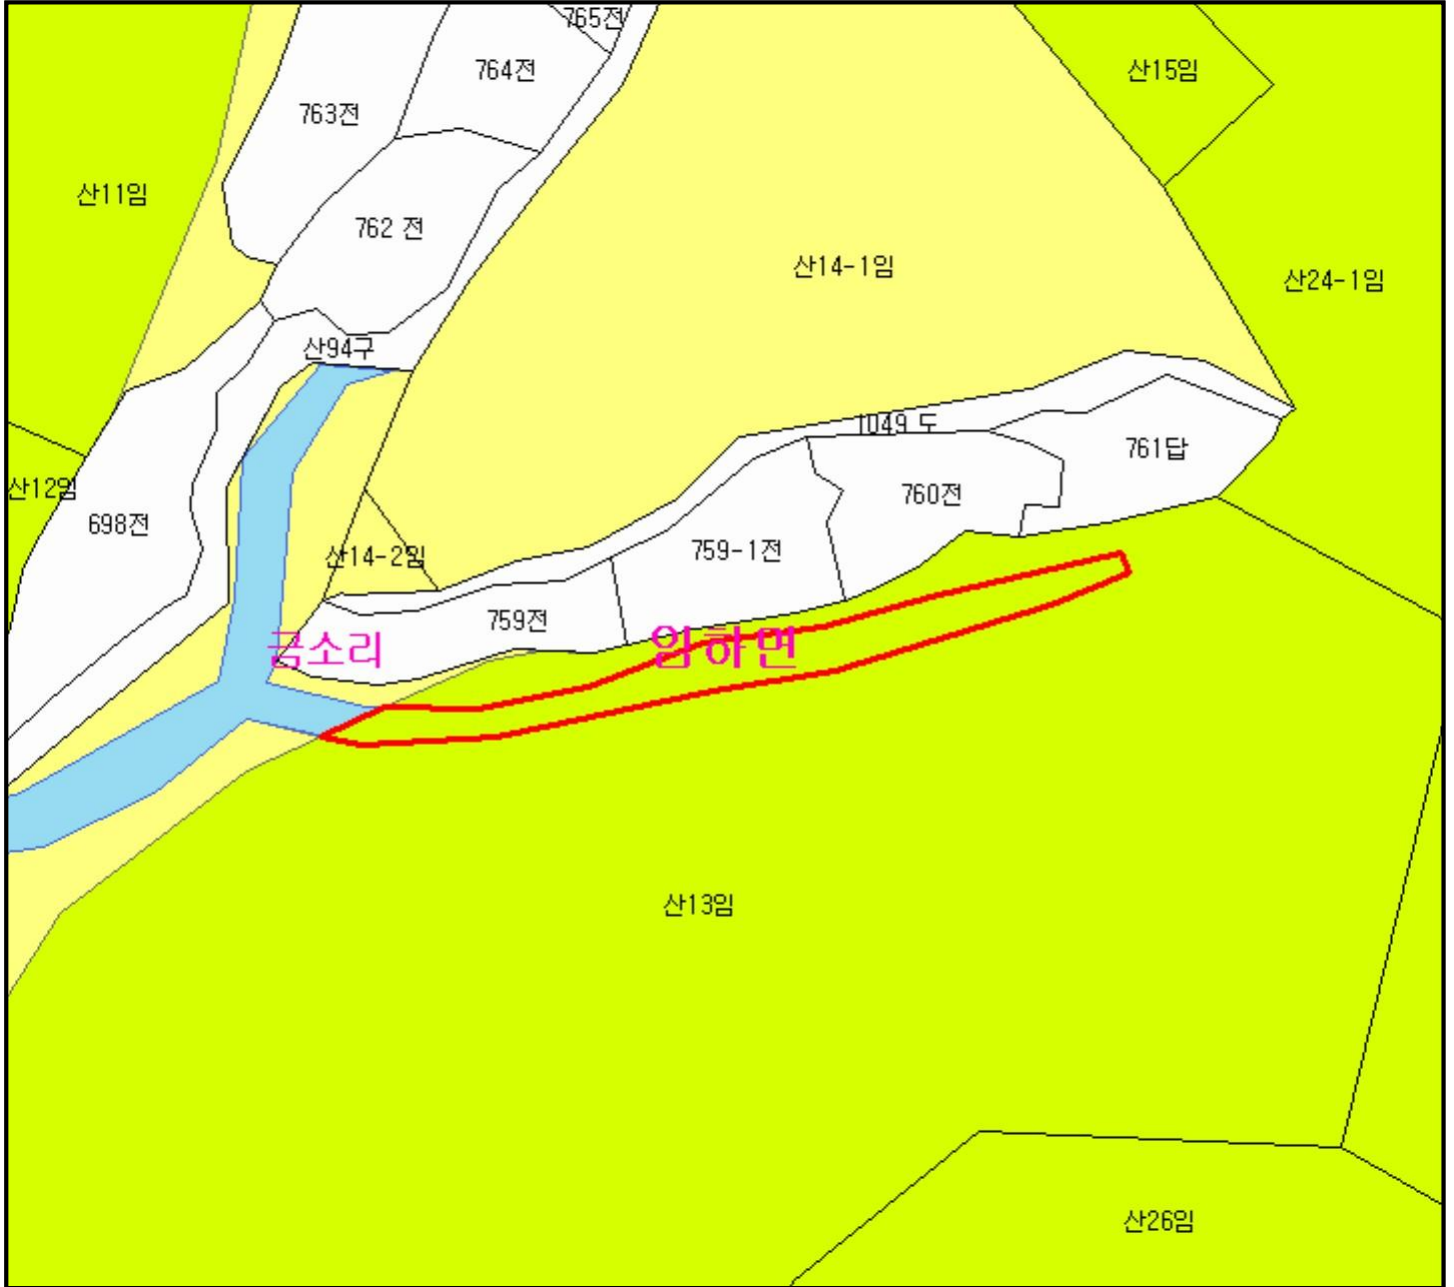 765전
764전
산15임
763전
산11임
762 전
산14-1임
산24-1임
산94구
1049 도
761답
산12임
760전
698전
759-1전
산14-2임
759전
금소리
임하면
산13임
산26임